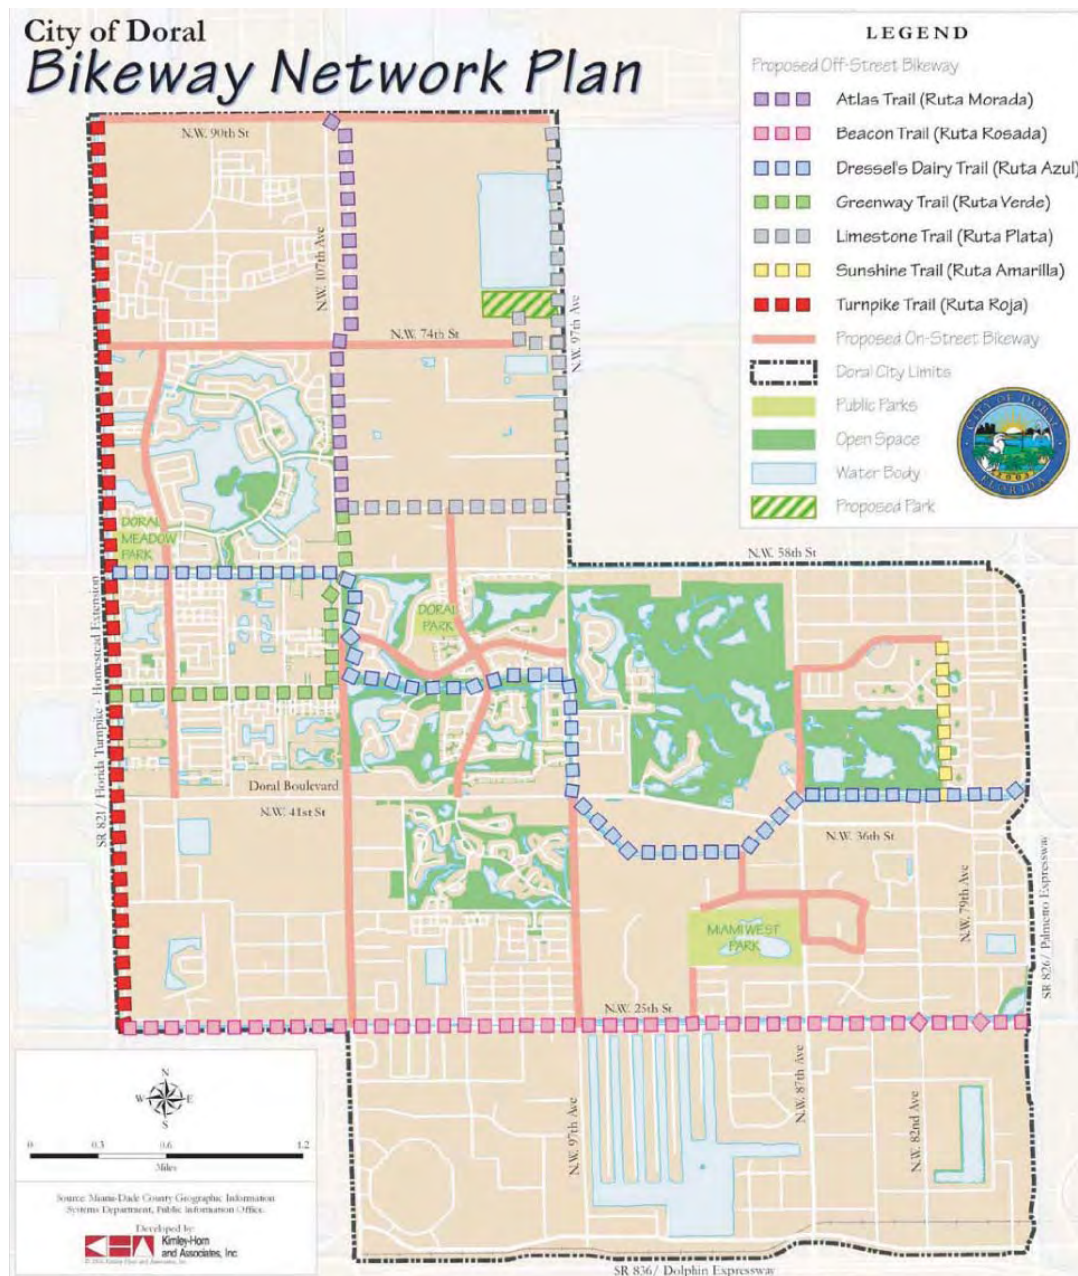 City of Doral
Bikeway Network Plan
LEGEND
Proposed Off-Street Bikeway
Atlas Trail (Ruta Morada)
Beacon Trail (Ruta Rosada)
Dressel's Dairy Trail (Ruta Azul)
Greenway Trail (Ruta Verde)
Limestone Trail (Ruta Plata)
Sunshine Trail (Ruta Amarilla)
Turnpike Trail (Ruta Roja)
Proposed On-Street Bikeway
Doral City Limits
Public Parks
Open Space
Water Body
Proposed Park
CITY OF DORAL
FLORIDA
N.W. 90th St
N.W. 107th Ave
N.W. 74th St
N.W. 97th Ave
DORAL
MEADOW
PARK
N.W. 58th St
DORAL
PARK
SR 821/ Florida Turnpike - Homestead Extension
Doral Boulevard
N.W. 41st St
N.W. 36th St
N.W. 79th Ave
SR 826/ Palmetto Expressway
MIAMI WEST
PARK
N.W. 25th St
N.W. 97th Ave
N.W. 87th Ave
N.W. 82nd Ave
SR 836/ Dolphin Expressway
N
W E
S
0 0.3 0.6 1.2
Miles
Source: Miami-Dade County Geographic Information
Systems Department, Public Information Office.
Developed by:
Kimley-Horn
and Associates, Inc.